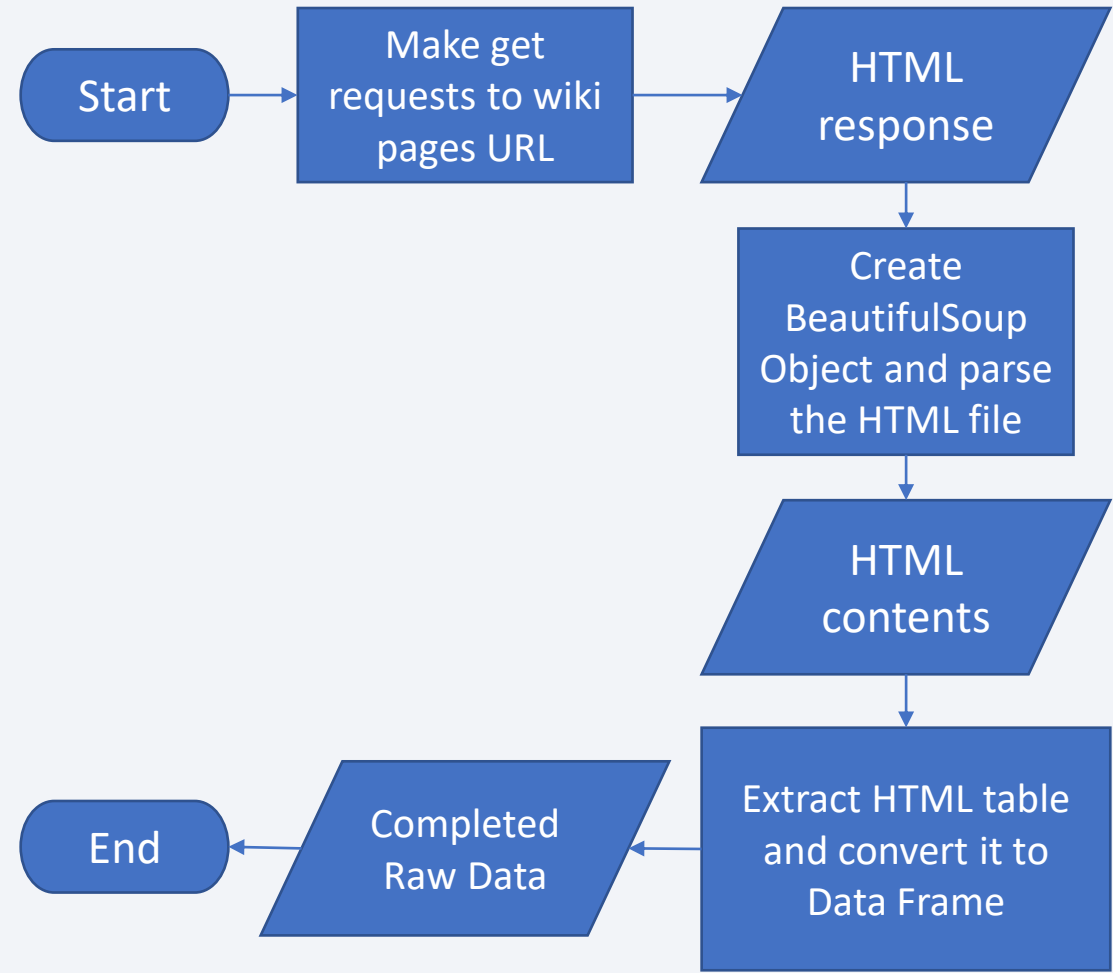 Start
Make get
requests to wiki
pages URL
HTML
response
Create
BeautifulSoup
Object and parse
the HTML file
HTML
contents
Extract HTML table
and convert it to
Data Frame
Completed
Raw Data
End